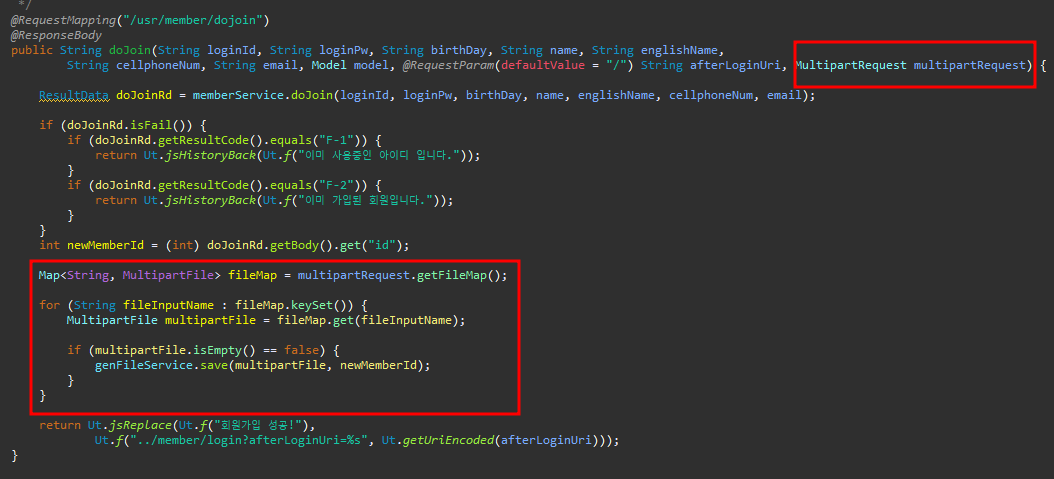 */
@RequestMapping("/usr/member/dojoin")
@ResponseBody
public String doJoin(String loginId, String loginPw, String birthDay, String name, String englishName,
String cellphoneNum, String email, Model model, @RequestParam(defaultValue = "/") String afterLoginUri, MultipartRequest multipartRequest) {
ResultData doJoinRd = memberService.doJoin(loginId, loginPw, birthDay, name, englishName, cellphoneNum, email);
if (doJoinRd.isFail()) {
if (doJoinRd.getResultCode().equals("F-1")) {
return Ut.jsHistoryBack(Ut.f("이미 사용중인 아이디 입니다."));
}
if (doJoinRd.getResultCode().equals("F-2")) {
return Ut.jsHistoryBack(Ut.f("이미 가입된 회원입니다."));
}
}
int newMemberId = (int) doJoinRd.getBody().get("id");
Map<String, MultipartFile> fileMap = multipartRequest.getFileMap();
for (String fileInputName : fileMap.keySet()) {
MultipartFile multipartFile = fileMap.get(fileInputName);
if (multipartFile.isEmpty() == false) {
genFileService.save(multipartFile, newMemberId);
}
}
return Ut.jsReplace(Ut.f("회원가입 성공!"),
Ut.f("../member/login?afterLoginUri=%s", Ut.getUriEncoded(afterLoginUri)));
}